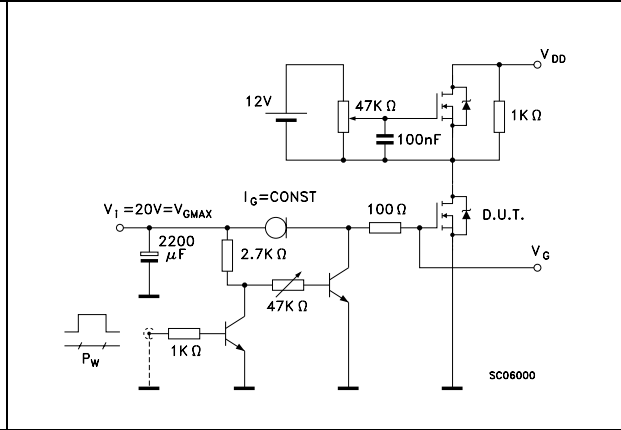 V DD
12V
47K Ω
1K Ω
100nF
I G =CONST
V 1 =20V=V GMAX
100 Ω
D.U.T.
2200
μF
2.7K Ω
V G
47K Ω
1K Ω
P W
SC06000